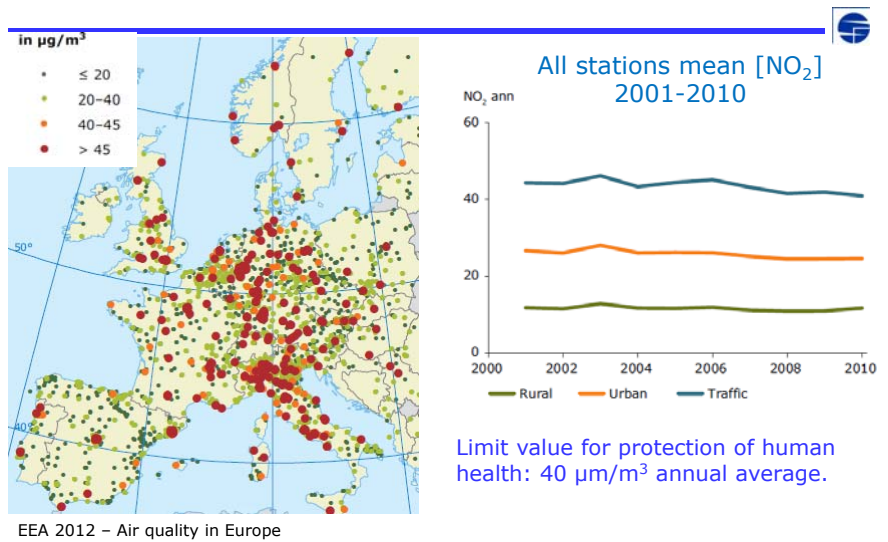 in µg/m³
≤ 20
20–40
40–45
> 45
50°
40°
EEA 2012 – Air quality in Europe
All stations mean [NO₂]
2001-2010
NO₂ ann
60
40
20
0
2000 2002 2004 2006 2008 2010
Rural Urban Traffic
Limit value for protection of human
health: 40 µm/m³ annual average.